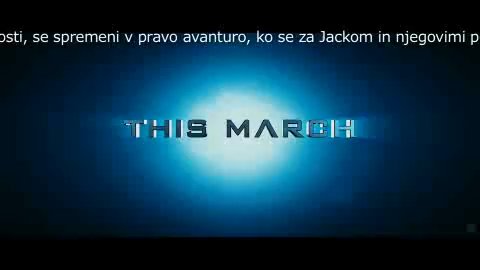 osti, se spremeni v pravo avanturo, ko se za Jackom in njegovimi p
THIS MARCH